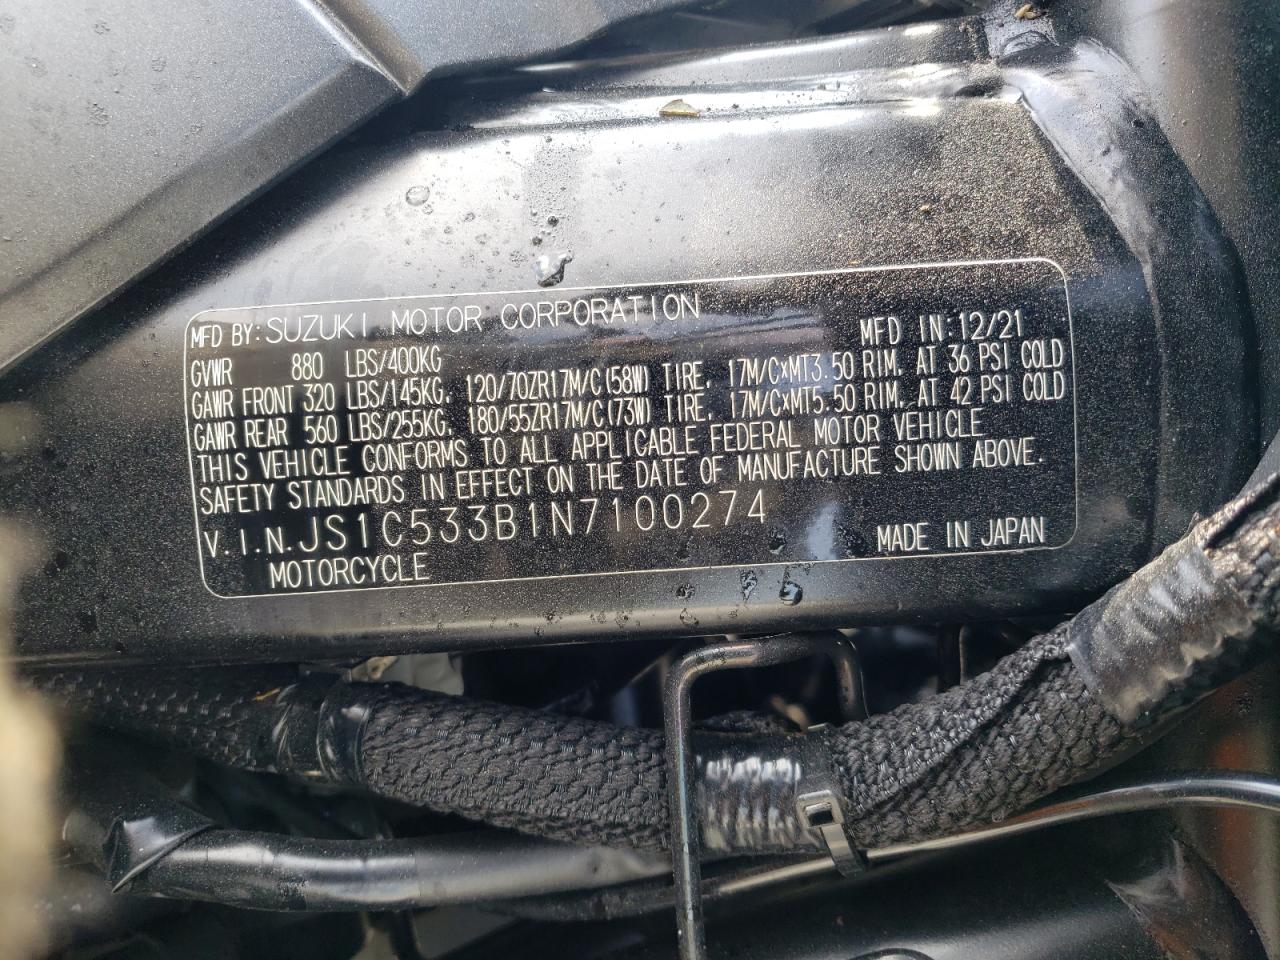 MFD BY: SUZUKI MOTOR CORPORATION MFD IN: 12/21
GVWR 880 LBS/400KG
GAWR FRONT 320 LBS/145KG. 120/70ZR17M/C(58W) TIRE. 17M/C×MT3.50 RIM. AT 36 PSI COLD
GAWR REAR 560 LBS/255KG. 180/55ZR17M/C(73W) TIRE. 17M/C×MT5.50 RIM. AT 42 PSI COLD
THIS VEHICLE CONFORMS TO ALL APPLICABLE FEDERAL MOTOR VEHICLE
SAFETY STANDARDS IN EFFECT ON THE DATE OF MANUFACTURE SHOWN ABOVE.
V.I.N. JS1C533B1N7100274
MOTORCYCLE MADE IN JAPAN